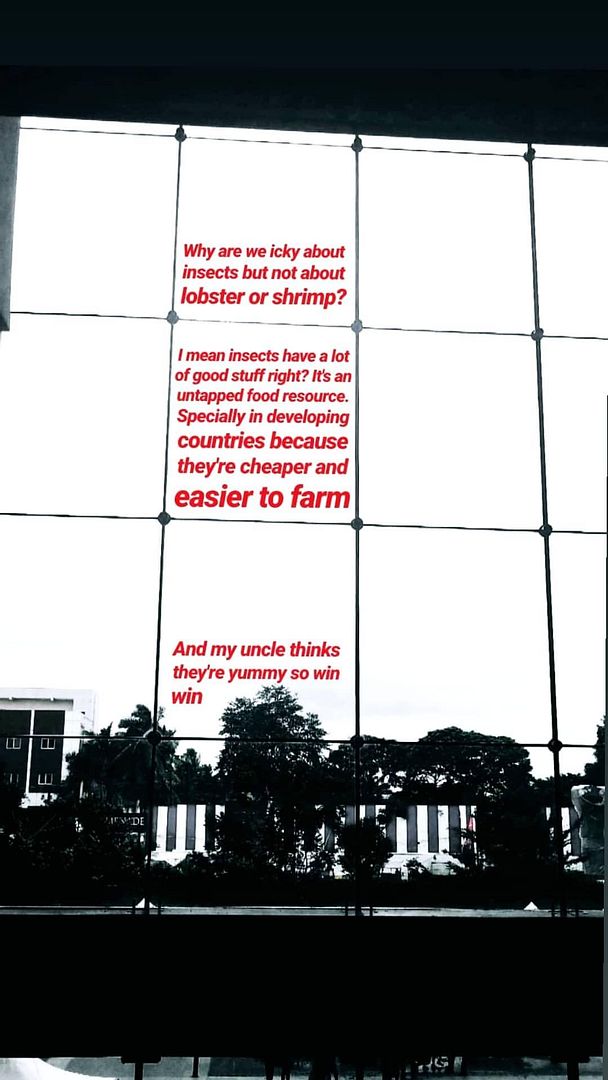 Why are we icky about
insects but not about
lobster or shrimp?
I mean insects have a lot
of good stuff right? It's an
untapped food resource.
Specially in developing
countries because
they're cheaper and
easier to farm
And my uncle thinks
they're yummy so win
win